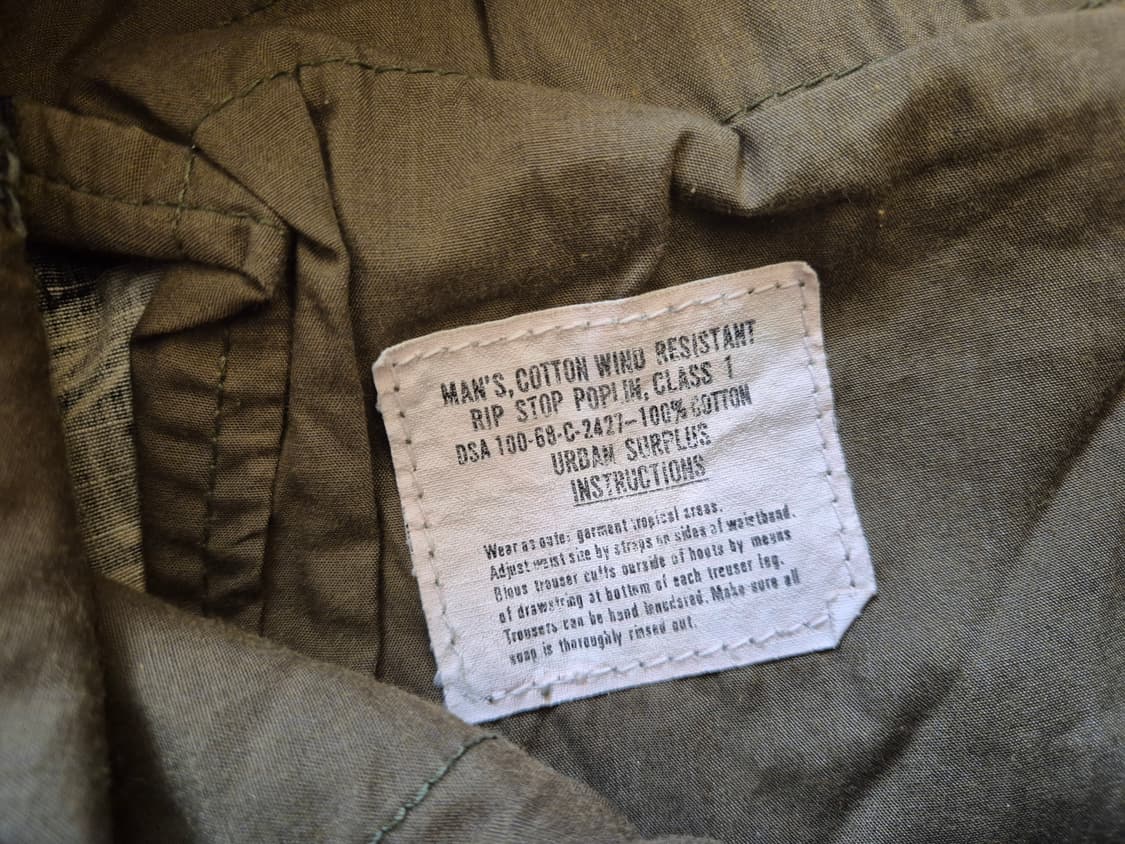 MAN'S, COTTON WIND RESISTANT
RIP STOP POPLIN, CLASS 1
DSA 100-68-C-2427-100% COTTON
URBAN SURPLUS
INSTRUCTIONS
Wear as outer garment tropical areas.
Adjust waist size by straps on sides of waistband.
Blous trouser cuffs outside of boots by means
of drawstring at bottom of each trouser leg.
Trousers can be hand laundered. Make sure all
soap is thoroughly rinsed out.